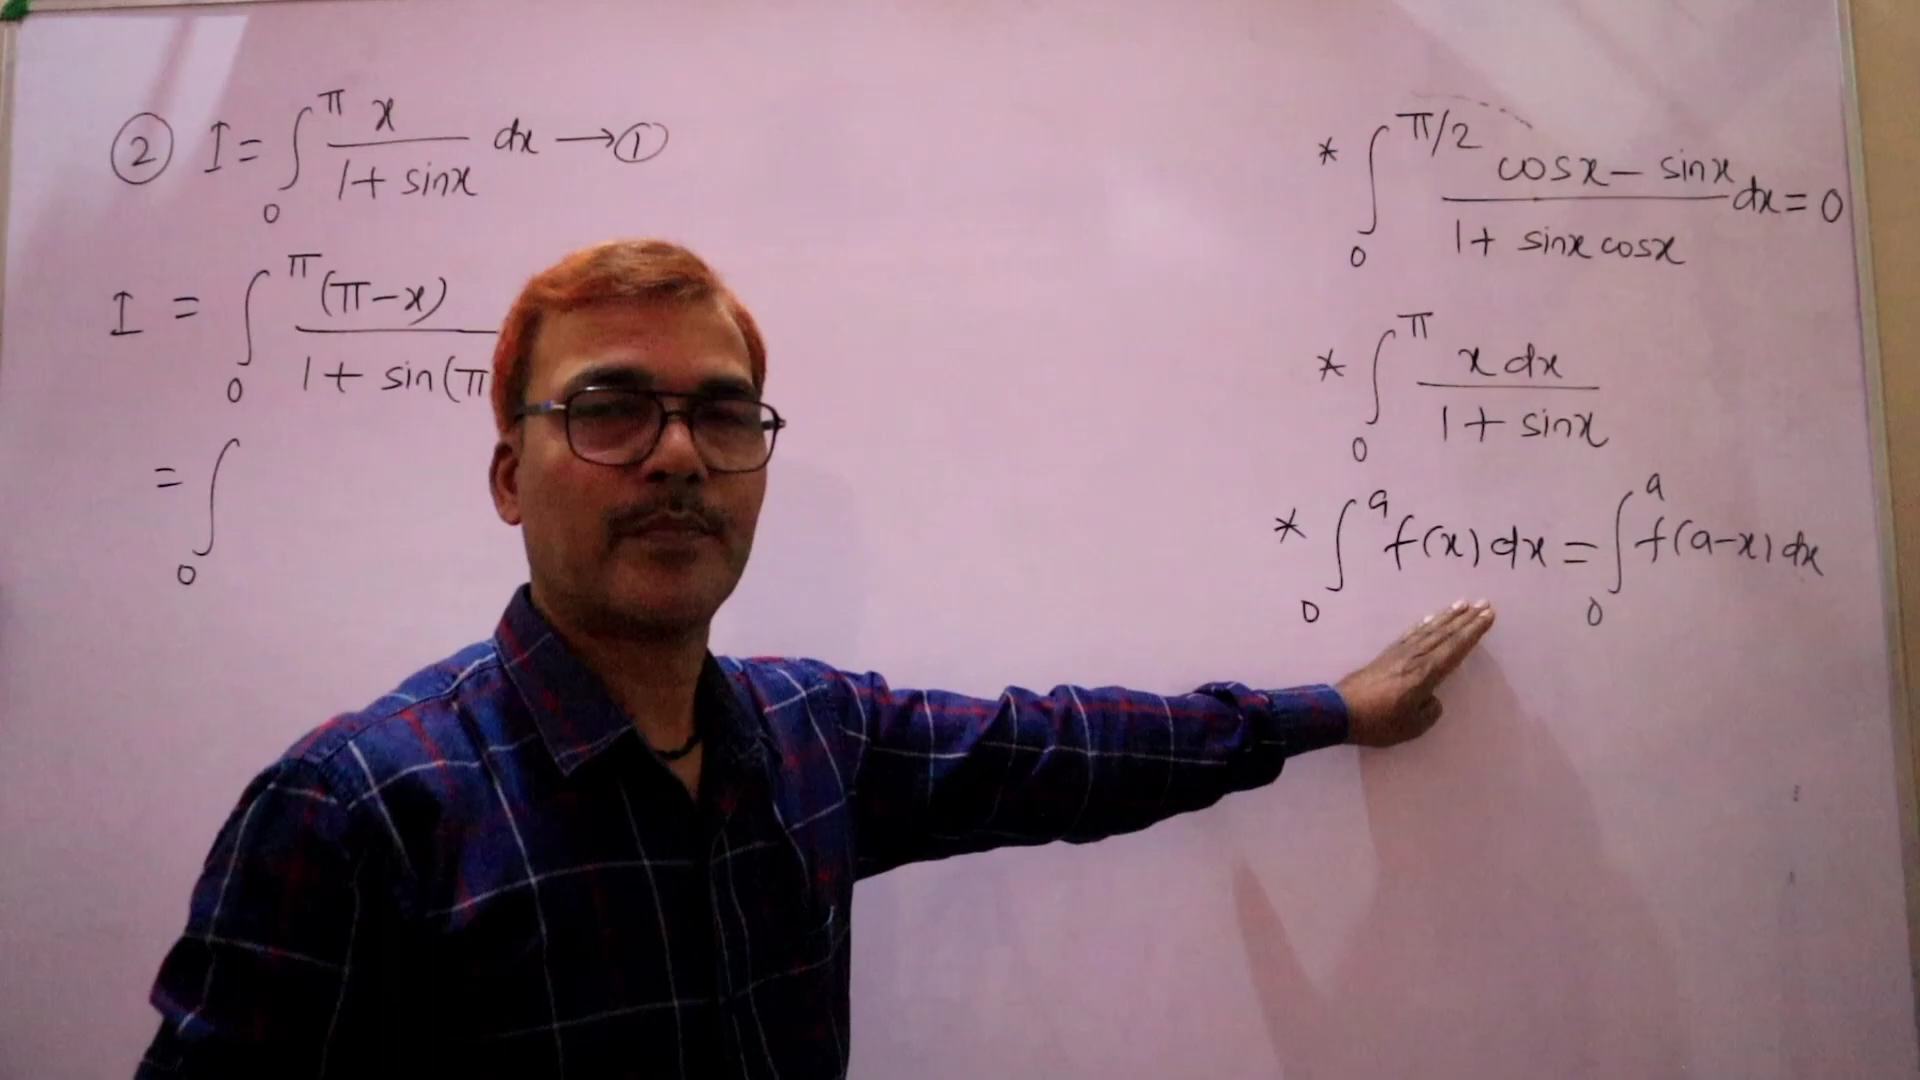 ② I = ∫₀^π x/(1 + sinx) dx → ①
I = ∫₀^π (π-x)/(1 + sin(π
= ∫₀
* ∫₀^π/2 (cosx - sinx)/(1 + sinx cosx) dx = 0
* ∫₀^π x dx/(1 + sinx)
* ∫₀^a f(x) dx = ∫₀^a f(a-x) dx